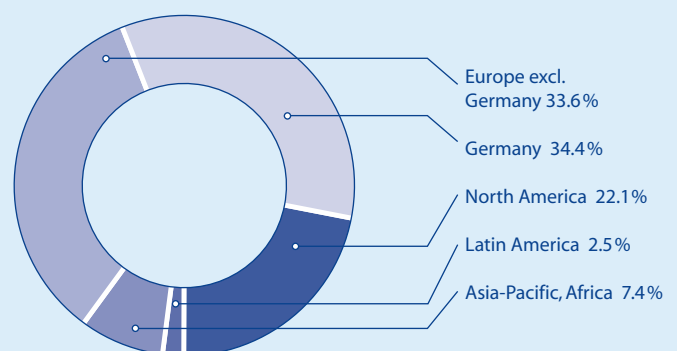 Europe excl.
Germany 33.6%
Germany 34.4%
North America 22.1%
Latin America 2.5%
Asia-Pacific, Africa 7.4%